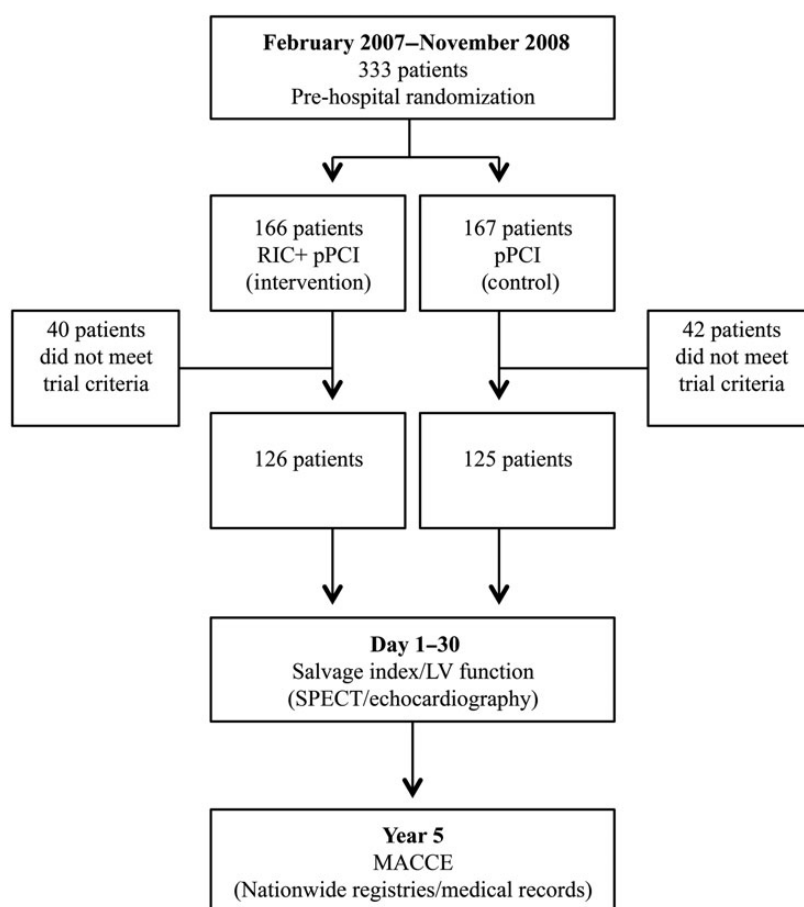 February 2007–November 2008
333 patients
Pre-hospital randomization
166 patients
RIC+ pPCI
(intervention)
167 patients
pPCI
(control)
40 patients
did not meet
trial criteria
42 patients
did not meet
trial criteria
126 patients
125 patients
Day 1–30
Salvage index/LV function
(SPECT/echocardiography)
Year 5
MACCE
(Nationwide registries/medical records)